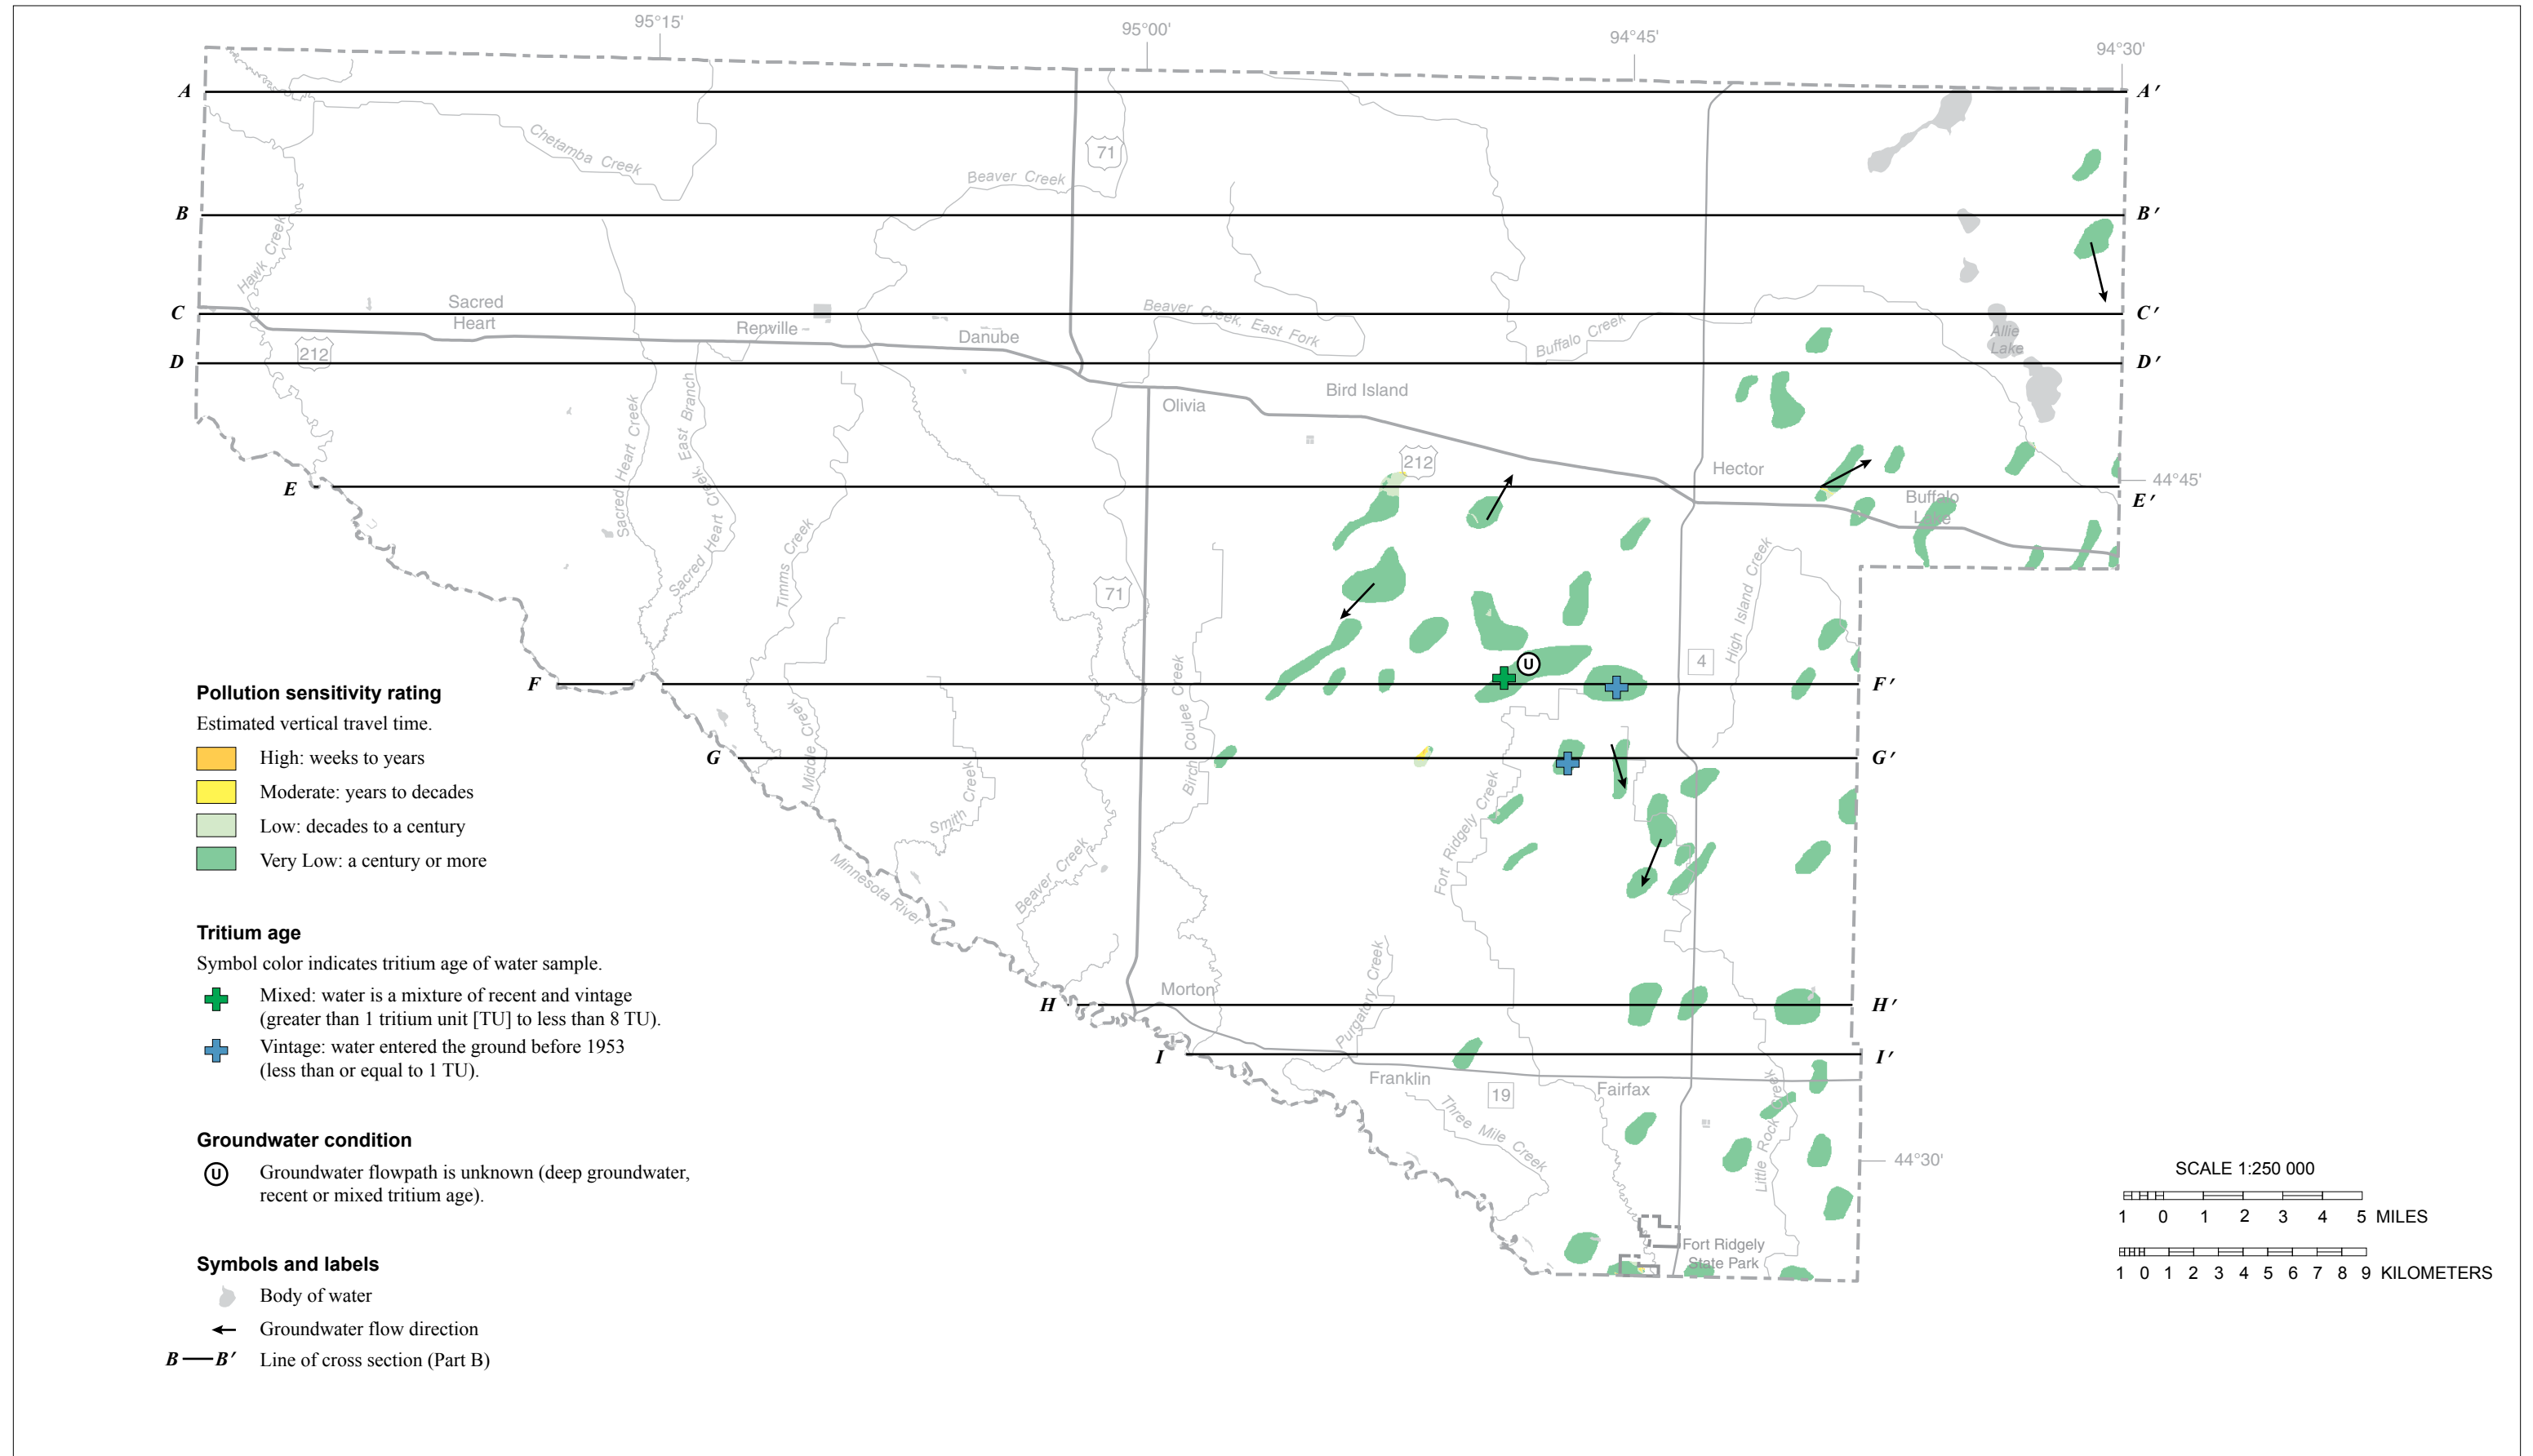 95°15'
95°00'
94°45'
94°30'
A
A'
Chetamba Creek
71
Beaver Creek
B
B'
Hawk Creek
Sacred
Heart
Renville
Danube
Beaver Creek, East Fork
Buffalo Creek
Allie
Lake
C
C'
212
D
D'
Bird Island
Olivia
Sacred Heart Creek
Sacred Heart Creek, East Branch
212
Hector
44°45'
E
E'
Buffalo
Lake
Timms Creek
71
High Island Creek
U
4
F
F'
Pollution sensitivity rating
Estimated vertical travel time.
High: weeks to years
Moderate: years to decades
Low: decades to a century
Very Low: a century or more
Middle Creek
Birch Coulee Creek
G
G'
Smith Creek
Fort Ridgely Creek
Minnesota River
Beaver Creek
Tritium age
Symbol color indicates tritium age of water sample.
Mixed: water is a mixture of recent and vintage
(greater than 1 tritium unit [TU] to less than 8 TU).
Vintage: water entered the ground before 1953
(less than or equal to 1 TU).
Morton
Purgatory Creek
H
H'
I
I'
Franklin
19
Fairfax
Three Mile Creek
Little Rock Creek
44°30'
Groundwater condition
U
Groundwater flowpath is unknown (deep groundwater,
recent or mixed tritium age).
Fort Ridgely
State Park
Symbols and labels
Body of water
Groundwater flow direction
B B' Line of cross section (Part B)
SCALE 1:250 000
1 0 1 2 3 4 5 MILES
1 0 1 2 3 4 5 6 7 8 9 KILOMETERS